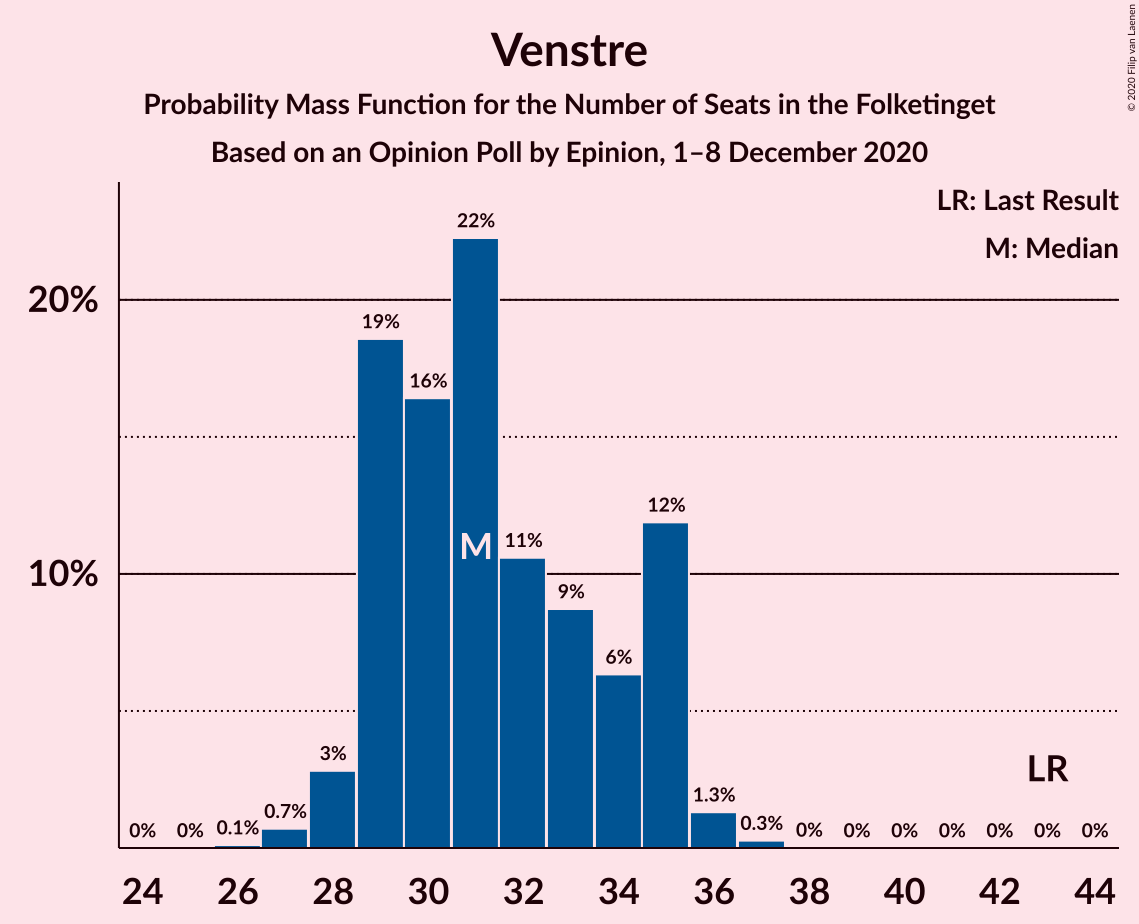 Venstre
Probability Mass Function for the Number of Seats in the Folketinget
Based on an Opinion Poll by Epinion, 1–8 December 2020
© 2020 Filip van Laenen
LR: Last Result
M: Median
20%
10%
0% 0% 0.1% 0.7% 3% 19% 16% 22% 11% 9% 6% 12% 1.3% 0.3% 0% 0% 0% 0% 0% 0% 0%
M
LR
24 26 28 30 32 34 36 38 40 42 44